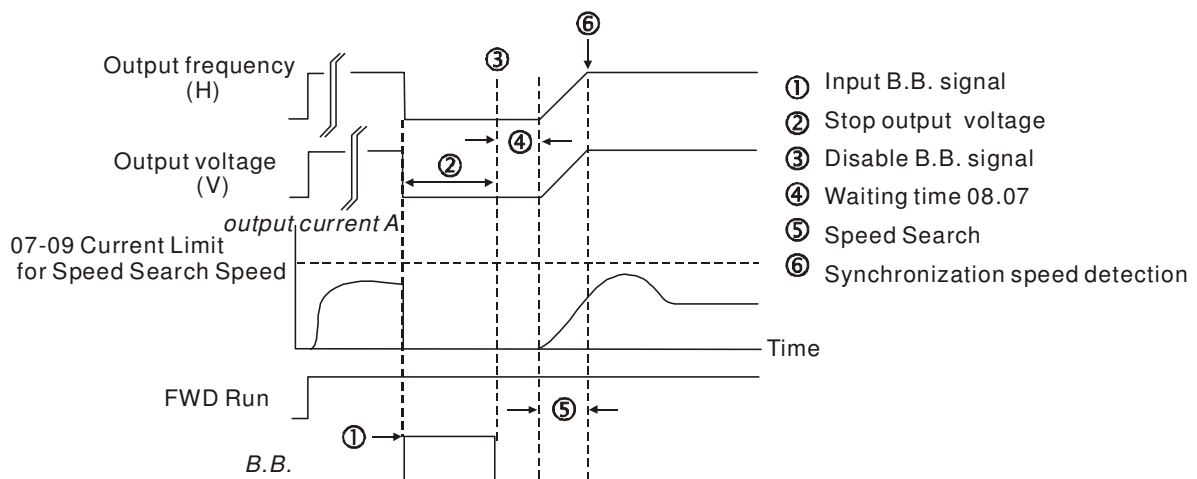 ⑥
③
Output frequency
(H)
① Input B.B. signal
② Stop output voltage
③ Disable B.B. signal
④ Waiting time 08.07
⑤ Speed Search
⑥ Synchronization speed detection
④
Output voltage
(V)
②
output current A
07-09 Current Limit
for Speed Search Speed
Time
FWD Run
⑤
①
B.B.